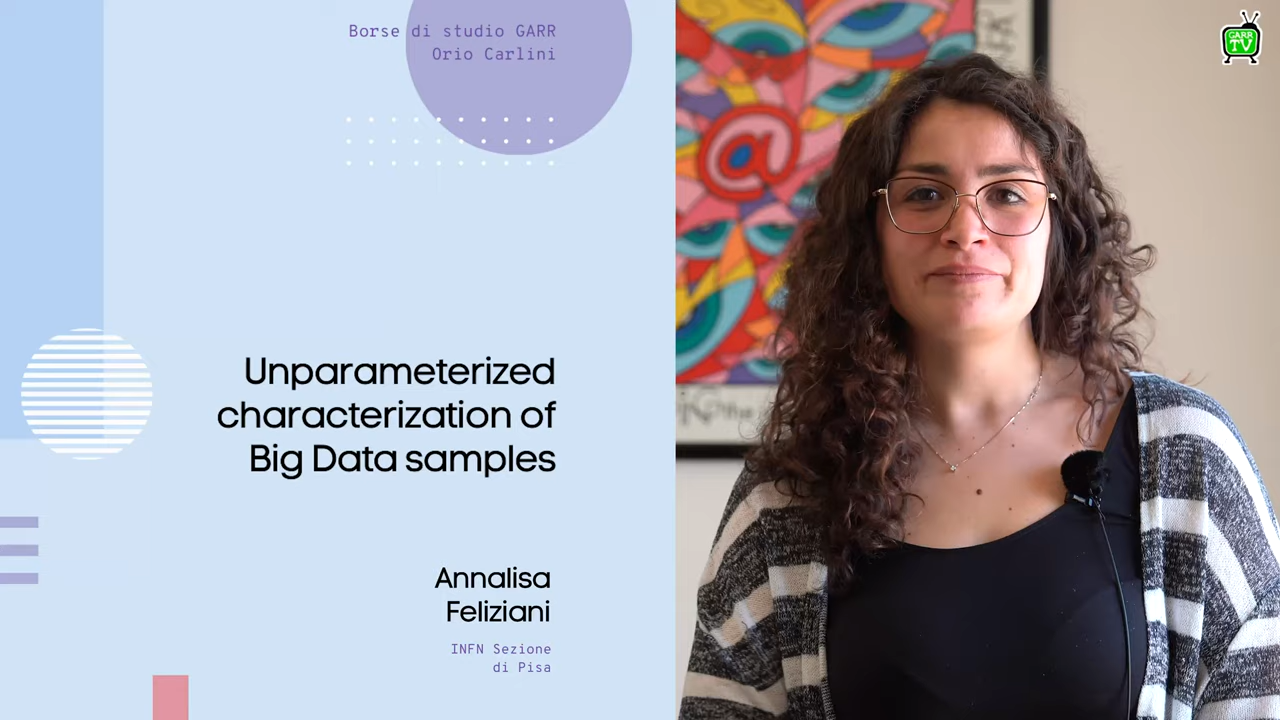 Borse di studio GARR
Orio Carlini
Unparameterized
characterization of
Big Data samples
Annalisa
Feliziani
INFN Sezione
di Pisa
GARR
TV
@